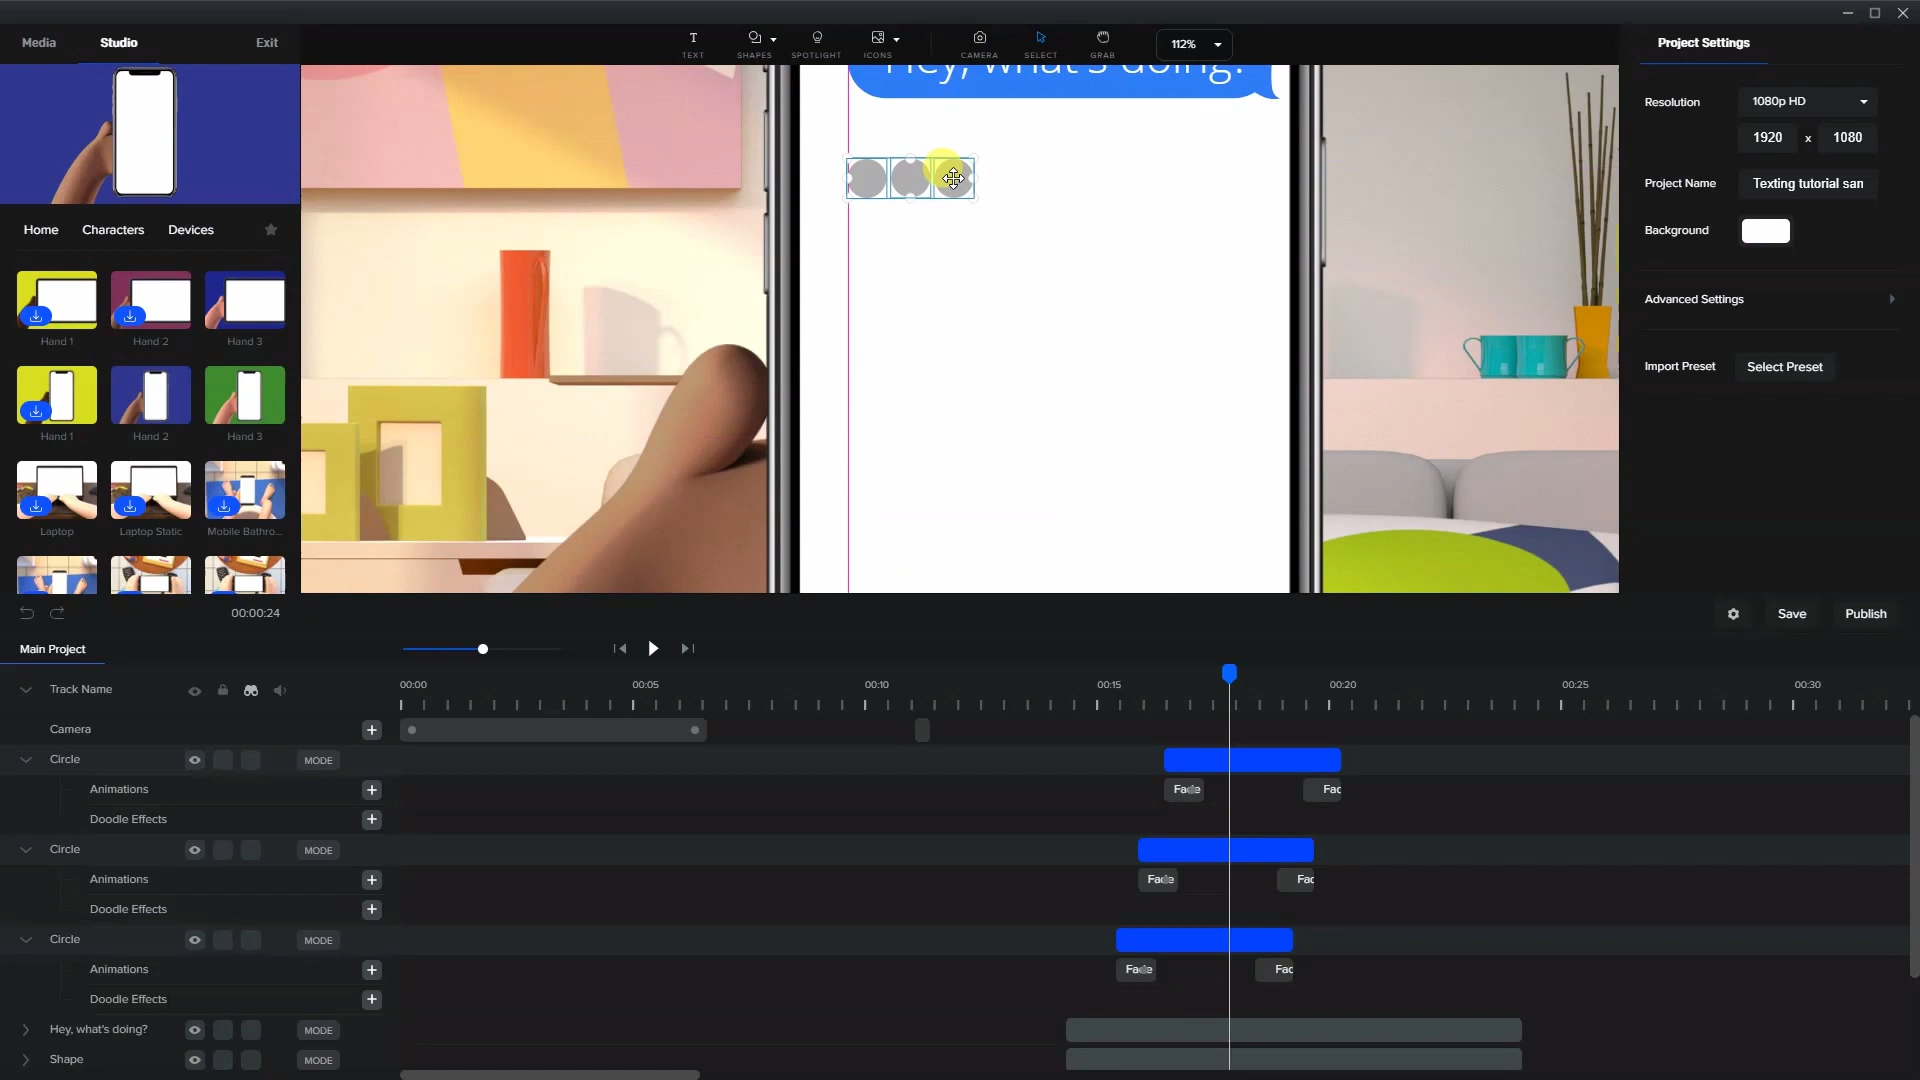 Media Studio Exit
TEXT SHAPES SPOTLIGHT ICONS CAMERA SELECT GRAB 112%
Project Settings
Hey, what's doing?
Resolution 1080p HD
1920 x 1080
Project Name Texting tutorial san
Background
Advanced Settings
Import Preset Select Preset
Home Characters Devices
Hand 1 Hand 2 Hand 3
Hand 1 Hand 2 Hand 3
Laptop Laptop Static Mobile Bathro...
00:00:24
Save Publish
Main Project
Track Name 00:00 00:05 00:10 00:15 00:20 00:25 00:30
Camera
Circle MODE
Animations Fade Fac
Doodle Effects
Circle MODE
Animations Fade Fac
Doodle Effects
Circle MODE
Animations Fade Fac
Doodle Effects
Hey, what's doing? MODE
Shape MODE